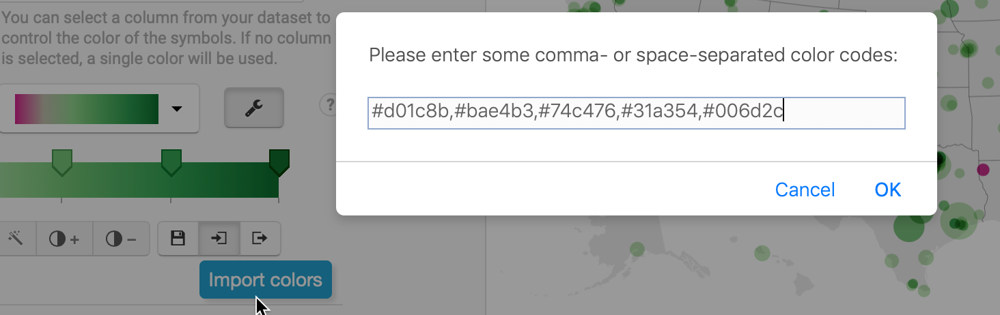 You can select a column from your dataset to
control the color of the symbols. If no column
is selected, a single color will be used.
?
+
−
Import colors
Please enter some comma- or space-separated color codes:
#d01c8b,#bae4b3,#74c476,#31a354,#006d2c
Cancel
OK